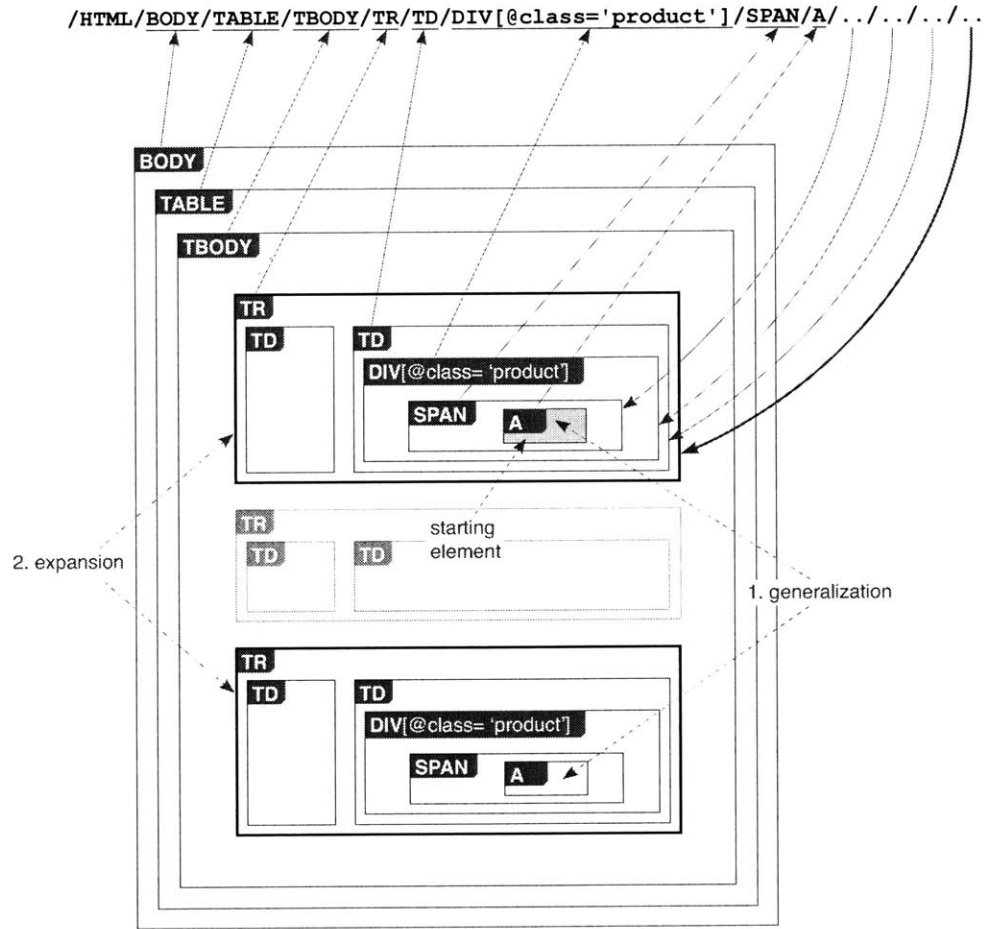 /HTML/BODY/TABLE/TBODY/TR/TD/DIV[@class='product']/SPAN/A/../../../..
BODY
TABLE
TBODY
TR
TD TD
DIV[@class= 'product']
SPAN A
starting
element
TR
TD TD
2. expansion
1. generalization
TR
TD TD
DIV[@class= 'product']
SPAN A